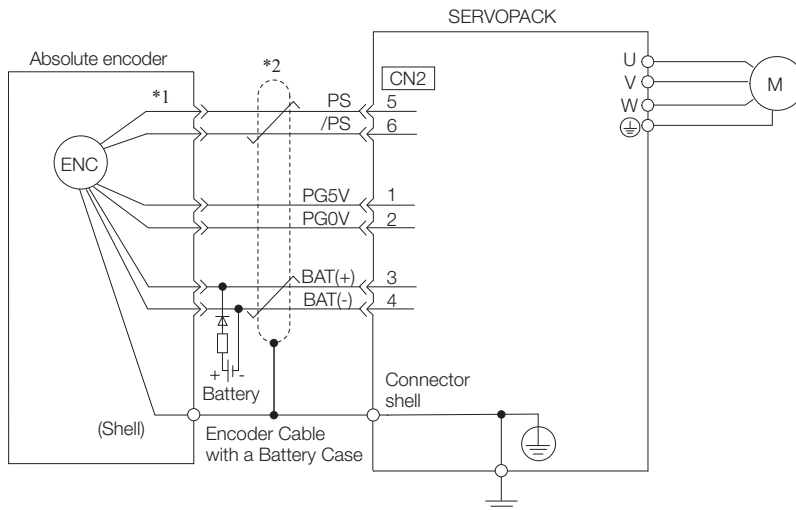 SERVOPACK
Absolute encoder
*2
CN2
*1
PS
5
/PS
6
ENC
PG5V
1
PG0V
2
BAT(+)
3
BAT(-)
4
+
-
Battery
(Shell)
Encoder Cable
with a Battery Case
Connector
shell
U
V
W
M